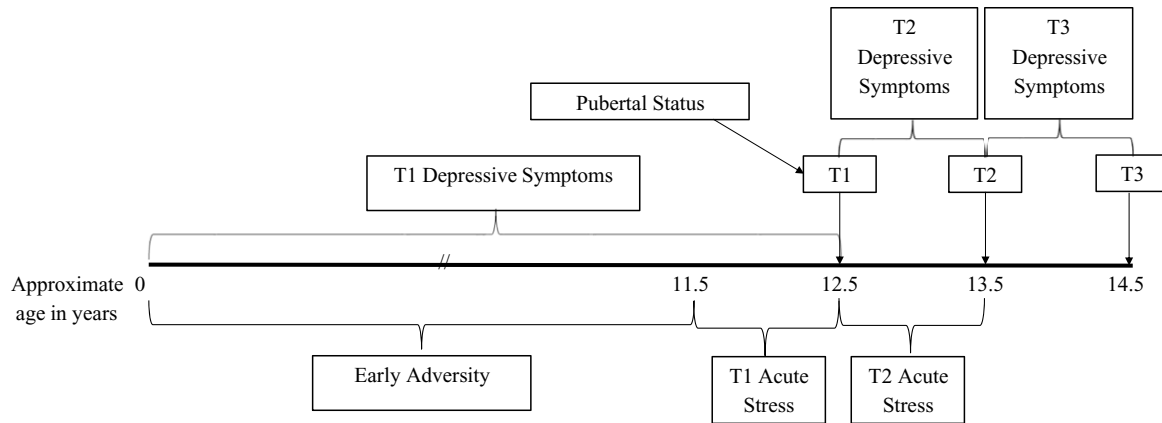 T2
Depressive
Symptoms
T3
Depressive
Symptoms
Pubertal Status
T1 Depressive Symptoms
T1
T2
T3
//
Approximate
age in years
0
11.5
12.5
13.5
14.5
Early Adversity
T1 Acute
Stress
T2 Acute
Stress